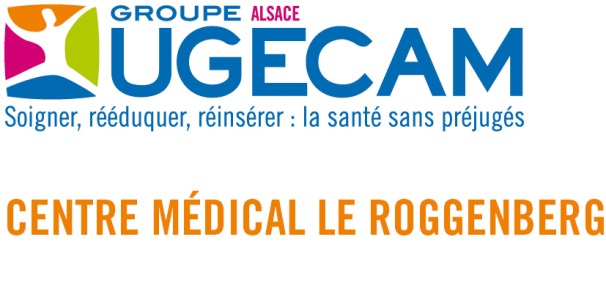 GROUPE ALSACE
UGECAM
Soigner, rééduquer, réinsérer : la santé sans préjugés
CENTRE MÉDICAL LE ROGGENBERG